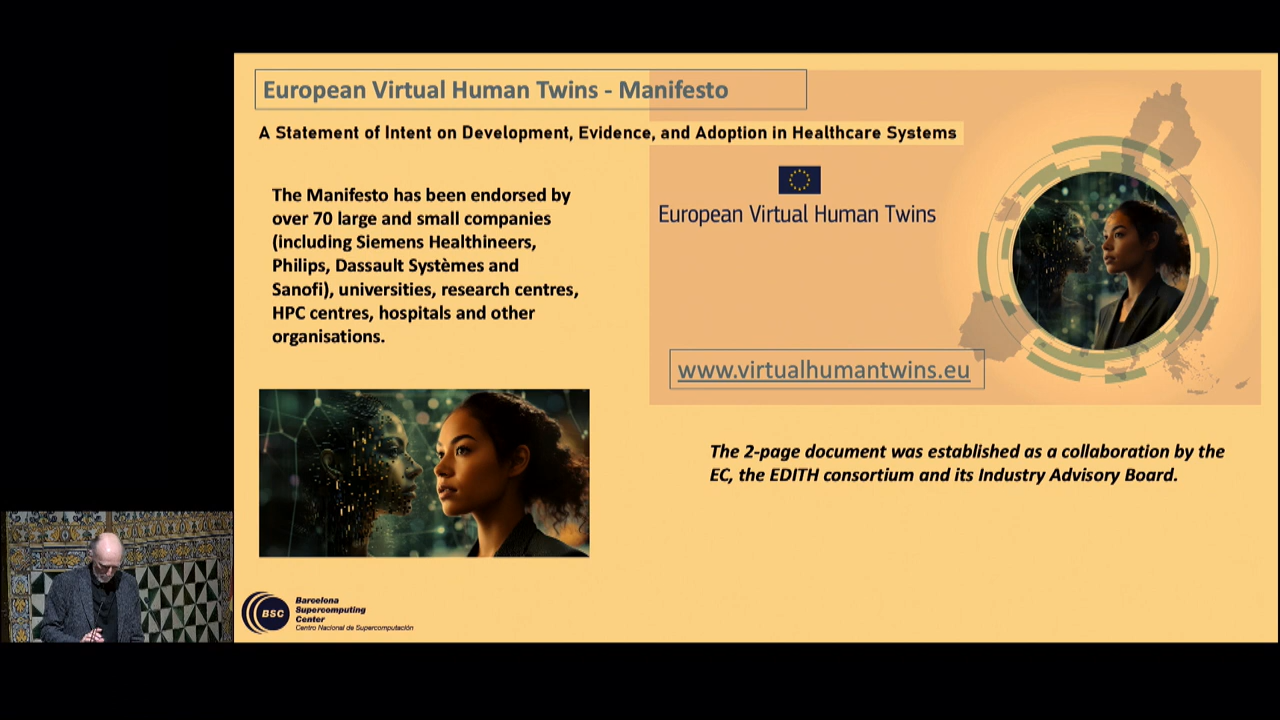 European Virtual Human Twins - Manifesto
A Statement of Intent on Development, Evidence, and Adoption in Healthcare Systems
The Manifesto has been endorsed by
over 70 large and small companies
(including Siemens Healthineers,
Philips, Dassault Systèmes and
Sanofi), universities, research centres,
HPC centres, hospitals and other
organisations.
European Virtual Human Twins
www.virtualhumantwins.eu
The 2-page document was established as a collaboration by the
EC, the EDITH consortium and its Industry Advisory Board.
BSC
Barcelona
Supercomputing
Center
Centro Nacional de Supercomputación